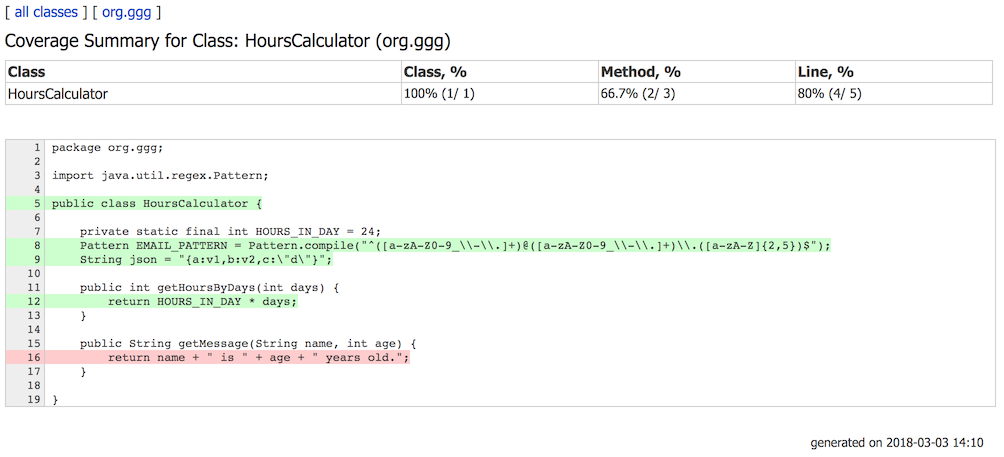 [ all classes ] [ org.ggg ]
Coverage Summary for Class: HoursCalculator (org.ggg)
Class Class, % Method, % Line, %
HoursCalculator 100% (1/ 1) 66.7% (2/ 3) 80% (4/ 5)
1 package org.ggg;
2
3 import java.util.regex.Pattern;
4
5 public class HoursCalculator {
6
7     private static final int HOURS_IN_DAY = 24;
8     Pattern EMAIL_PATTERN = Pattern.compile("^([a-zA-Z0-9_\\-\\.]+)@([a-zA-Z0-9_\\-\\.]+)\\.([a-zA-Z]{2,5})$");
9     String json = "{a:v1,b:v2,c:\"d\"}";
10
11     public int getHoursByDays(int days) {
12         return HOURS_IN_DAY * days;
13     }
14
15     public String getMessage(String name, int age) {
16         return name + " is " + age + " years old.";
17     }
18
19 }
generated on 2018-03-03 14:10